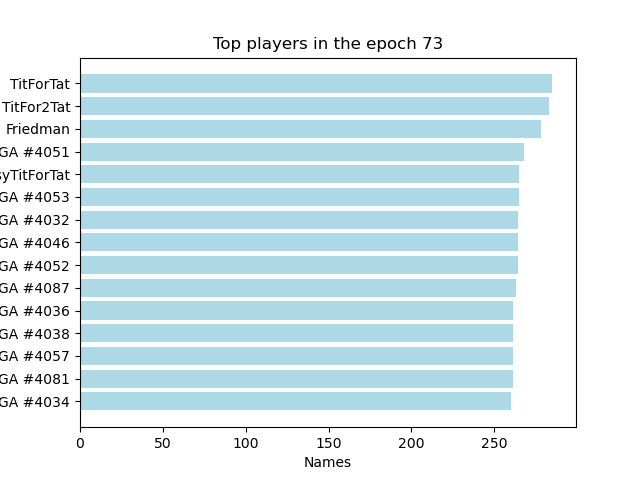 Top players in the epoch 73
TitForTat
TitFor2Tat
Friedman
GA #4051
syTitForTat
GA #4053
GA #4032
GA #4046
GA #4052
GA #4087
GA #4036
GA #4038
GA #4057
GA #4081
GA #4034
0 50 100 150 200 250
Names